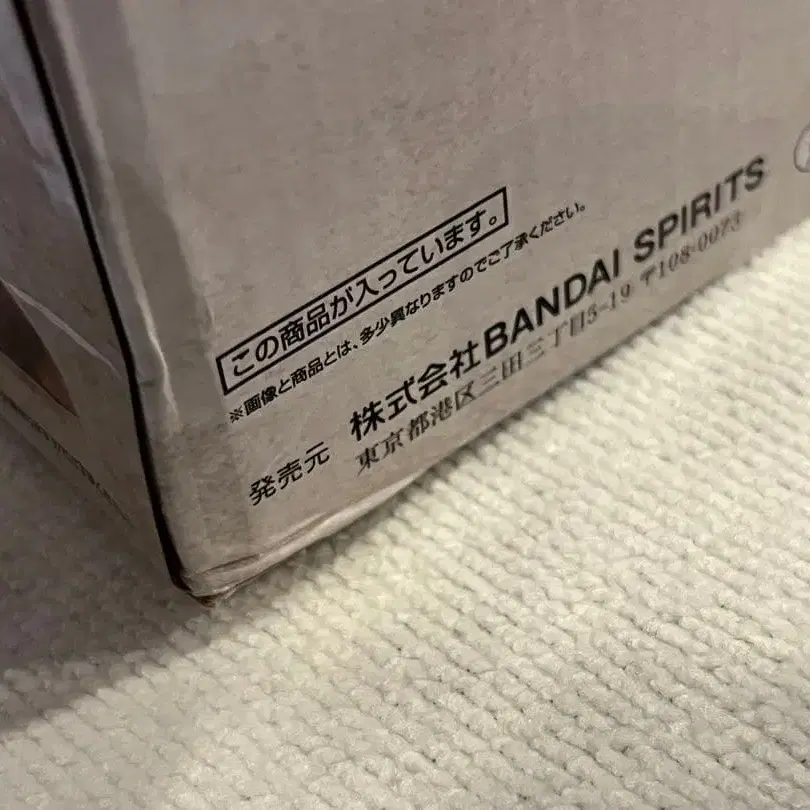 この商品が入っています。
※画像と商品とは、多少異なりますのでご了承ください。
発売元 株式会社BANDAI SPIRITS
東京都港区三田三丁目5-19 〒108-0073